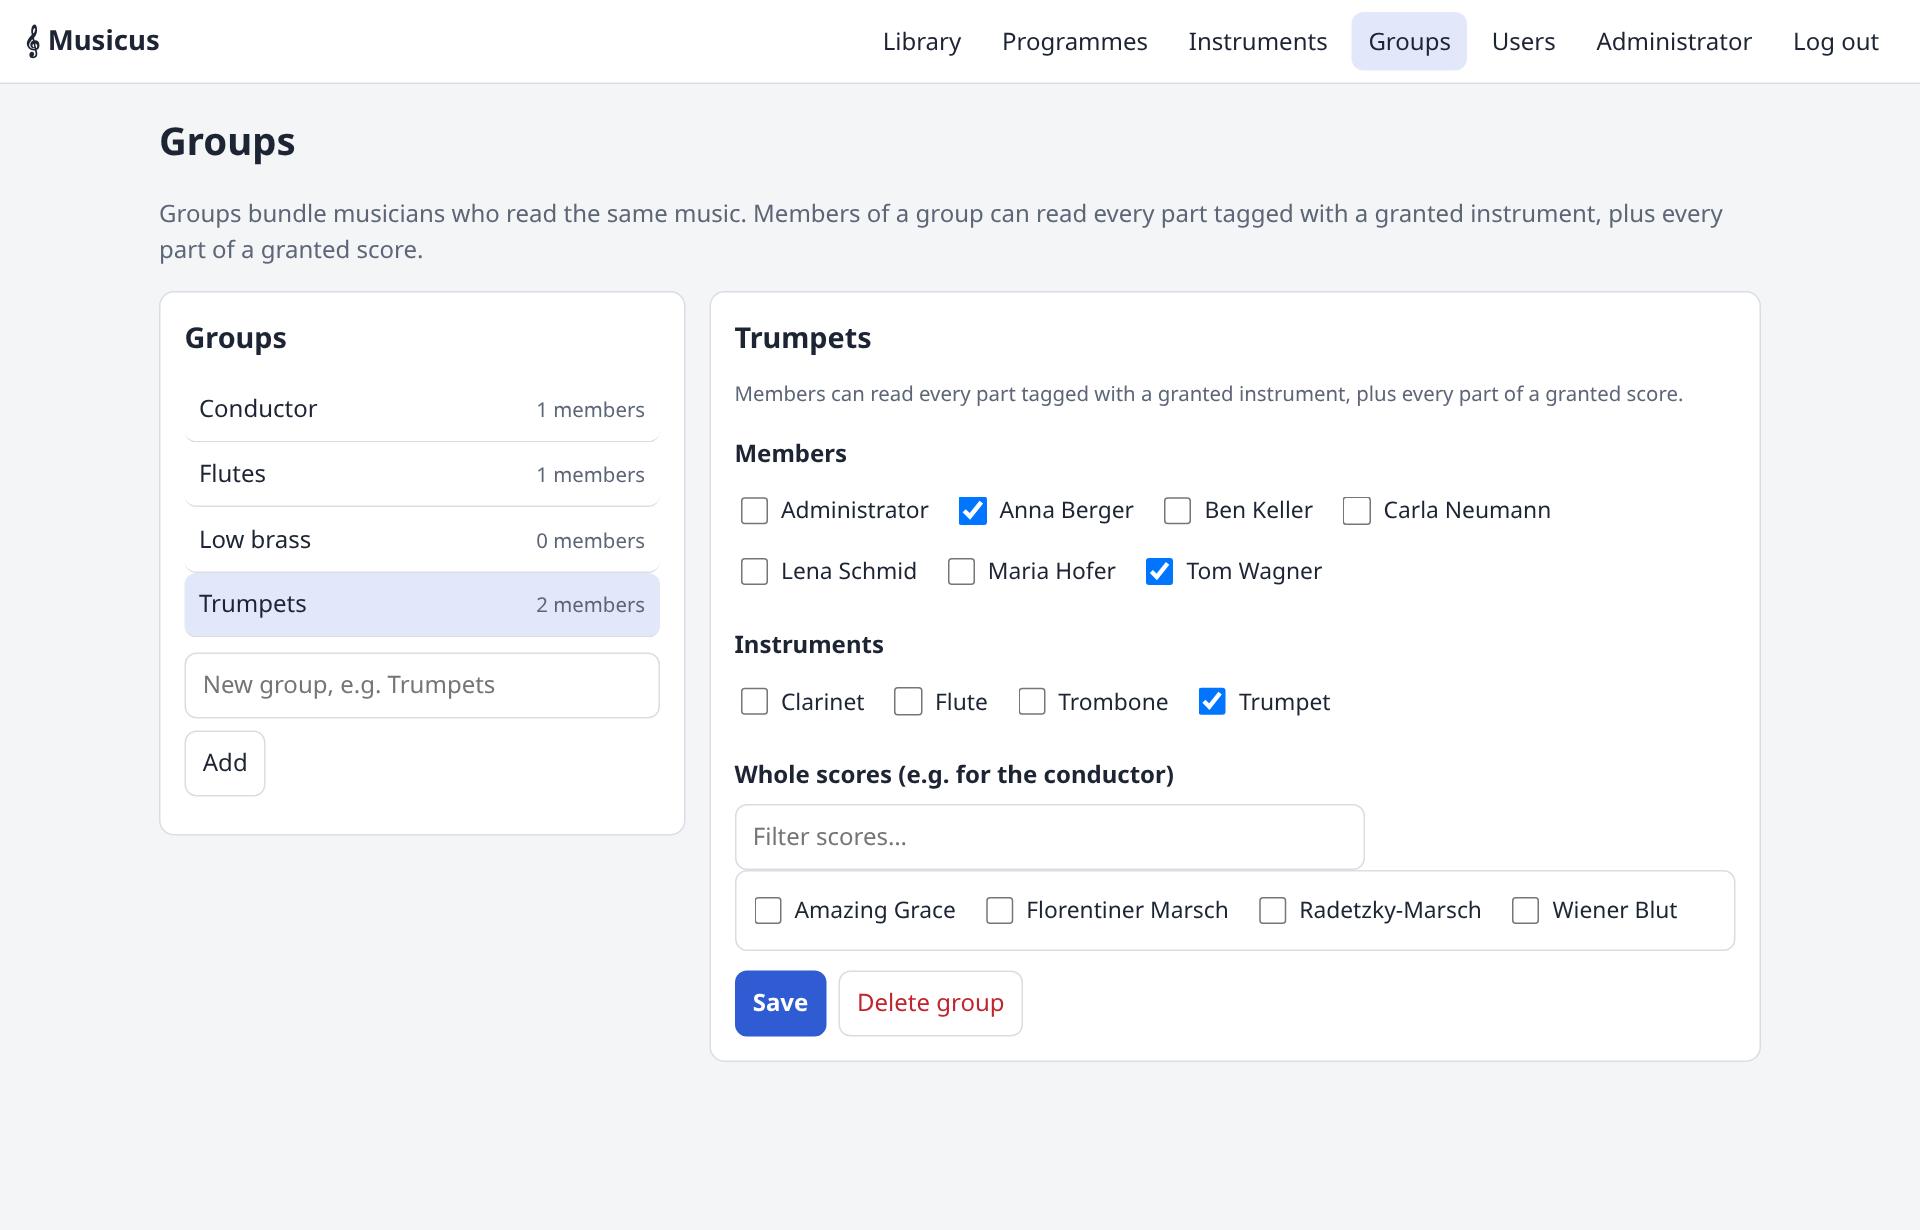 Musicus
Library Programmes Instruments Groups Users Administrator Log out
Groups
Groups bundle musicians who read the same music. Members of a group can read every part tagged with a granted instrument, plus every
part of a granted score.
Groups
Conductor 1 members
Flutes 1 members
Low brass 0 members
Trumpets 2 members
New group, e.g. Trumpets
Add
Trumpets
Members can read every part tagged with a granted instrument, plus every part of a granted score.
Members
Administrator Anna Berger Ben Keller Carla Neumann
Lena Schmid Maria Hofer Tom Wagner
Instruments
Clarinet Flute Trombone Trumpet
Whole scores (e.g. for the conductor)
Filter scores...
Amazing Grace Florentiner Marsch Radetzky-Marsch Wiener Blut
Save Delete group